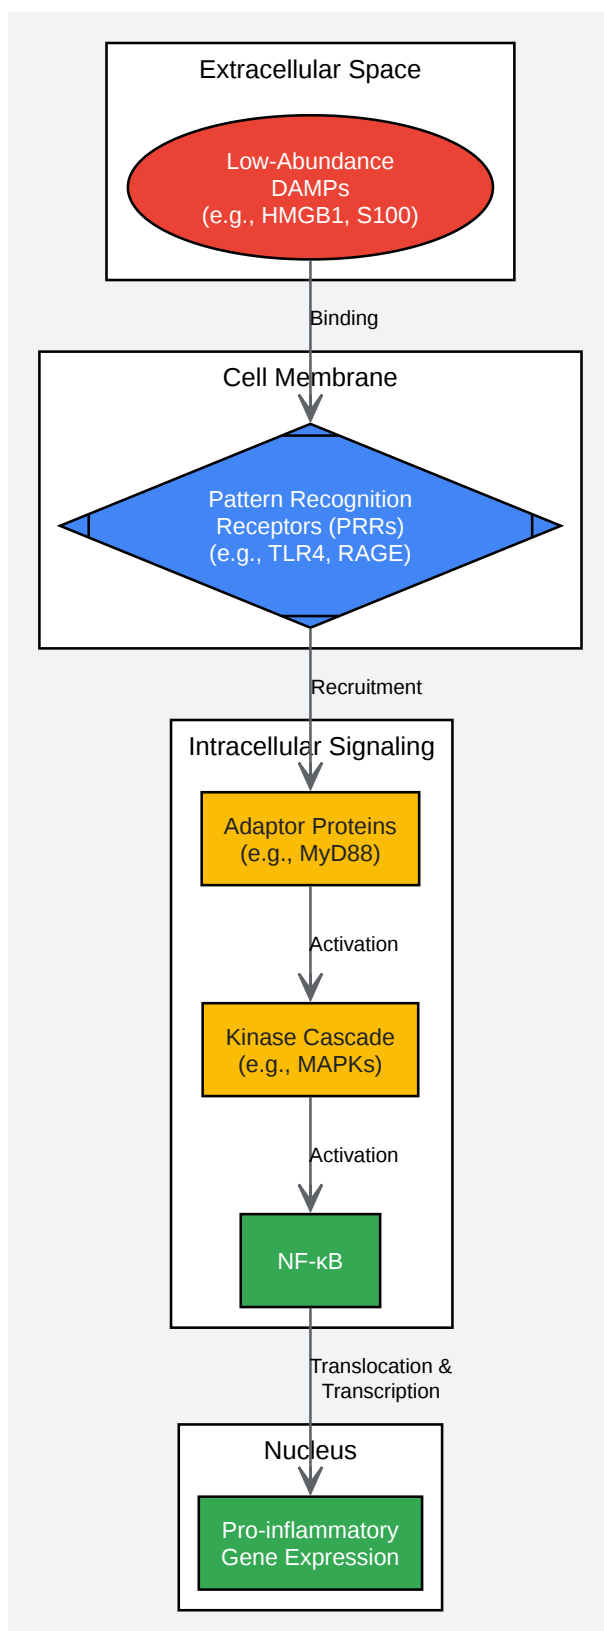 Extracellular Space
Low-Abundance
DAMPs
(e.g., HMGB1, S100)
Binding
Cell Membrane
Pattern Recognition
Receptors (PRRs)
(e.g., TLR4, RAGE)
Recruitment
Intracellular Signaling
Adaptor Proteins
(e.g., MyD88)
Activation
Kinase Cascade
(e.g., MAPKs)
Activation
NF-κB
Translocation &
Transcription
Nucleus
Pro-inflammatory
Gene Expression